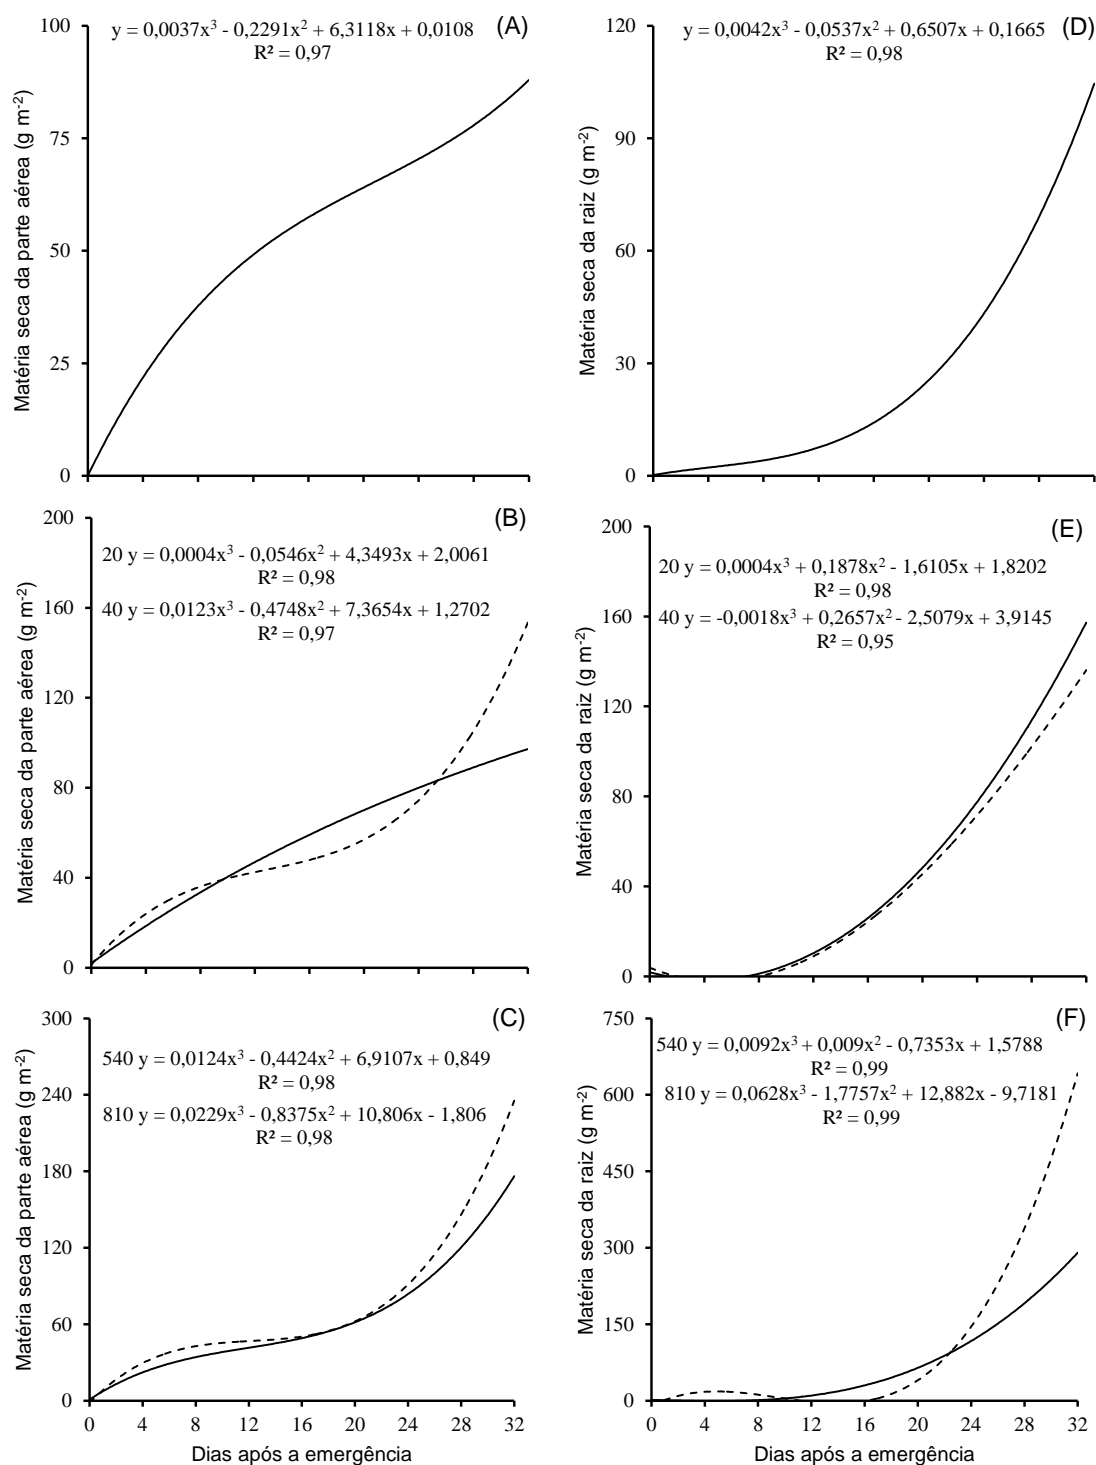 (A)
y = 0,0037x³ - 0,2291x² + 6,3118x + 0,0108
R² = 0,97
100
75
50
25
0
Matéria seca da parte aérea (g m⁻²)
(D)
y = 0,0042x³ - 0,0537x² + 0,6507x + 0,1665
R² = 0,98
120
90
60
30
0
Matéria seca da raiz (g m⁻²)
(B)
20 y = 0,0004x³ - 0,0546x² + 4,3493x + 2,0061
R² = 0,98
40 y = 0,0123x³ - 0,4748x² + 7,3654x + 1,2702
R² = 0,97
200
160
120
80
40
0
Matéria seca da parte aérea (g m⁻²)
(E)
20 y = 0,0004x³ + 0,1878x² - 1,6105x + 1,8202
R² = 0,98
40 y = -0,0018x³ + 0,2657x² - 2,5079x + 3,9145
R² = 0,95
200
160
120
80
40
0
Matéria seca da raiz (g m⁻²)
(C)
540 y = 0,0124x³ - 0,4424x² + 6,9107x + 0,849
R² = 0,98
810 y = 0,0229x³ - 0,8375x² + 10,806x - 1,806
R² = 0,98
300
240
180
120
60
0
Matéria seca da parte aérea (g m⁻²)
0 4 8 12 16 20 24 28 32
Dias após a emergência
(F)
540 y = 0,0092x³ + 0,009x² - 0,7353x + 1,5788
R² = 0,99
810 y = 0,0628x³ - 1,7757x² + 12,882x - 9,7181
R² = 0,99
750
600
450
300
150
0
Matéria seca da raiz (g m⁻²)
0 4 8 12 16 20 24 28 32
Dias após a emergência